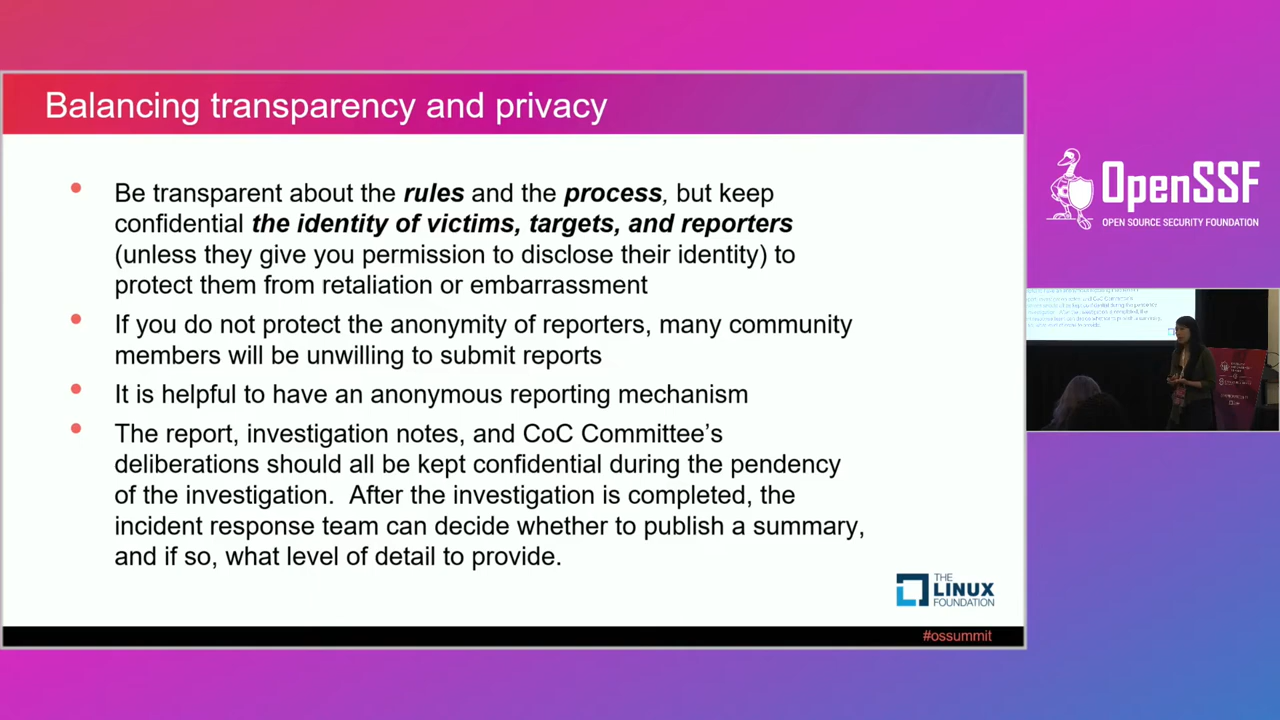 Balancing transparency and privacy
Be transparent about the rules and the process, but keep
confidential the identity of victims, targets, and reporters
(unless they give you permission to disclose their identity) to
protect them from retaliation or embarrassment
If you do not protect the anonymity of reporters, many community
members will be unwilling to submit reports
It is helpful to have an anonymous reporting mechanism
The report, investigation notes, and CoC Committee’s
deliberations should all be kept confidential during the pendency
of the investigation.  After the investigation is completed, the
incident response team can decide whether to publish a summary,
and if so, what level of detail to provide.
THE
LINUX
FOUNDATION
#ossummit
OpenSSF
OPEN SOURCE SECURITY FOUNDATION